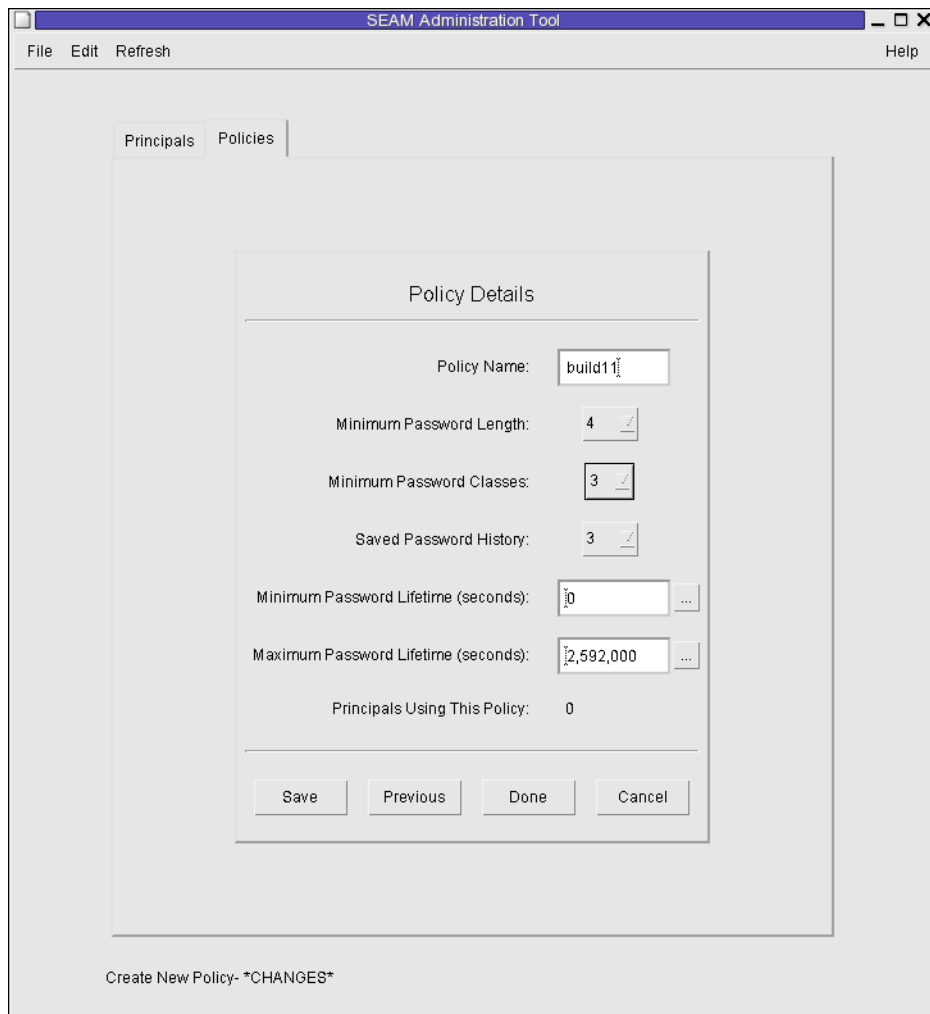 SEAM Administration Tool
File Edit Refresh Help
Principals Policies
Policy Details
Policy Name: build11
Minimum Password Length: 4
Minimum Password Classes: 3
Saved Password History: 3
Minimum Password Lifetime (seconds): 0 ...
Maximum Password Lifetime (seconds): 2,592,000 ...
Principals Using This Policy: 0
Save Previous Done Cancel
Create New Policy- *CHANGES*